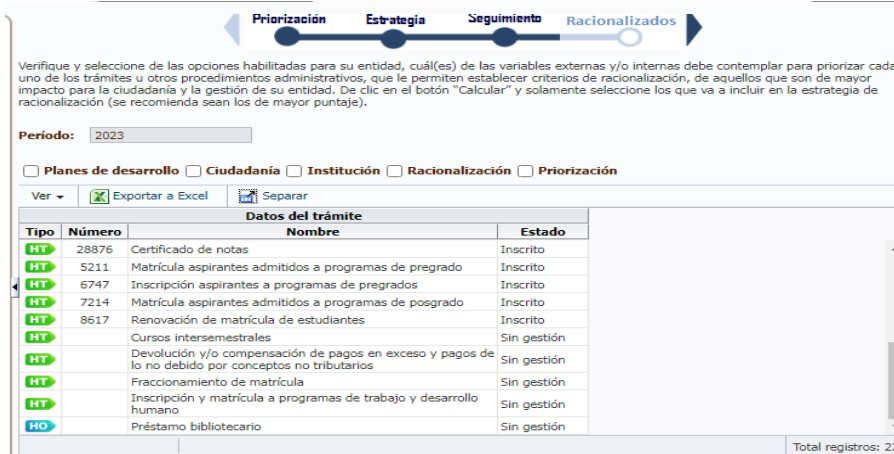 Priorización Estrategia Seguimiento Racionalizados
Verifique y seleccione de las opciones habilitadas para su entidad, cuál(es) de las variables externas y/o internas debe contemplar para priorizar cada
uno de los trámites u otros procedimientos administrativos, que le permiten establecer criterios de racionalización, de aquellos que son de mayor
impacto para la ciudadanía y la gestión de su entidad. De clic en el botón "Calcular" y solamente seleccione los que va a incluir en la estrategia de
racionalización (se recomienda sean los de mayor puntaje).
Período: 2023
Planes de desarrollo Ciudadanía Institución Racionalización Priorización
Ver Exportar a Excel Separar
Datos del trámite
Tipo Número Nombre Estado
HT 28876 Certificado de notas Inscrito
HT 5211 Matrícula aspirantes admitidos a programas de pregrado Inscrito
HT 6747 Inscripción aspirantes a programas de pregrados Inscrito
HT 7214 Matrícula aspirantes admitidos a programas de posgrado Inscrito
HT 8617 Renovación de matrícula de estudiantes Inscrito
HT Cursos intersemestrales Sin gestión
HT Devolución y/o compensación de pagos en exceso y pagos de
lo no debido por conceptos no tributarios Sin gestión
HT Fraccionamiento de matrícula Sin gestión
HT Inscripción y matrícula a programas de trabajo y desarrollo
humano Sin gestión
HO Préstamo bibliotecario Sin gestión
Total registros: